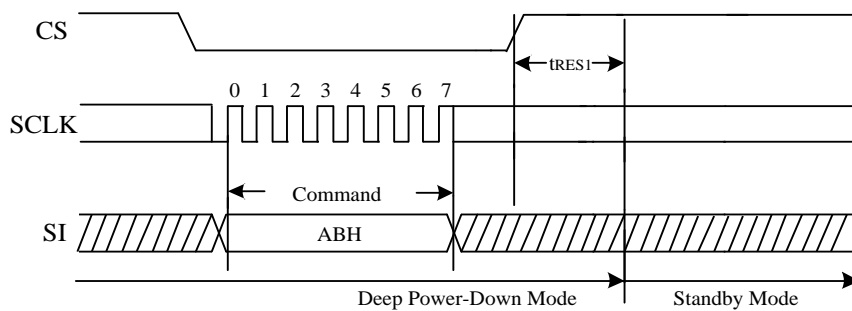 CS
tRES1
0 1 2 3 4 5 6 7
SCLK
Command
SI
ABH
Deep Power-Down Mode Standby Mode